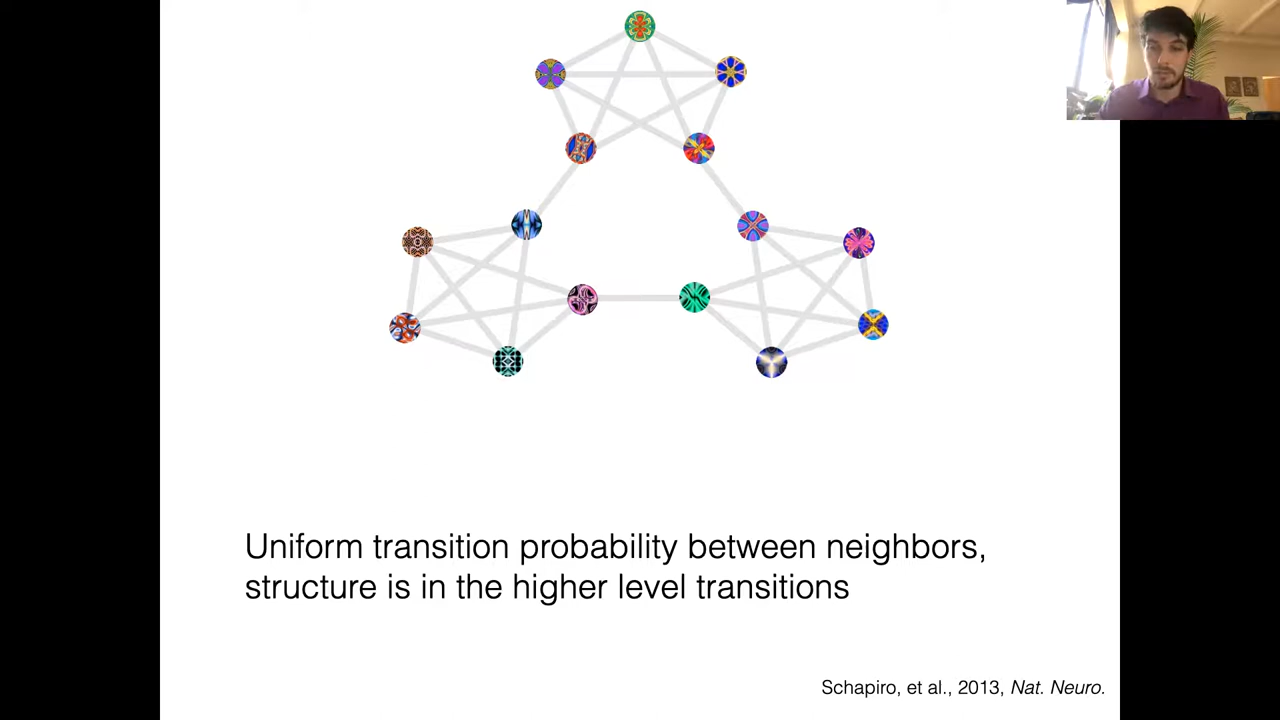 Uniform transition probability between neighbors,
structure is in the higher level transitions
Schapiro, et al., 2013, Nat. Neuro.